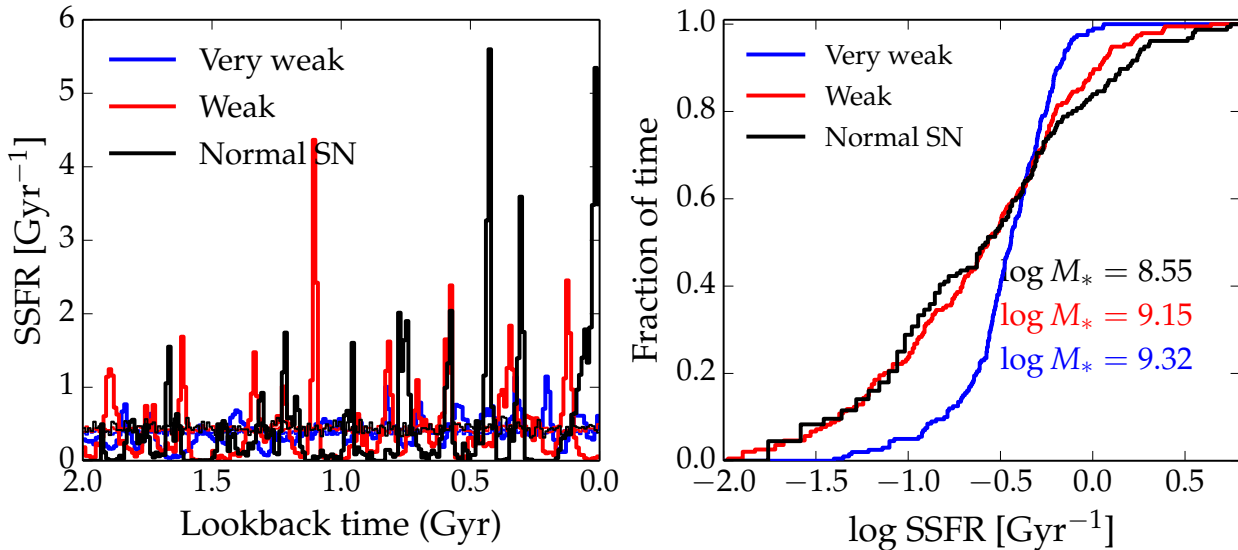 6
5
4
3
2
1
0
2.0 1.5 1.0 0.5 0.0
SSFR [Gyr⁻¹]
Lookback time (Gyr)
Very weak
Weak
Normal SN
1.0
0.8
0.6
0.4
0.2
0.0
−2.0 −1.5 −1.0 −0.5 0.0 0.5
Fraction of time
log SSFR [Gyr⁻¹]
Very weak
Weak
Normal SN
log M* = 8.55
log M* = 9.15
log M* = 9.32